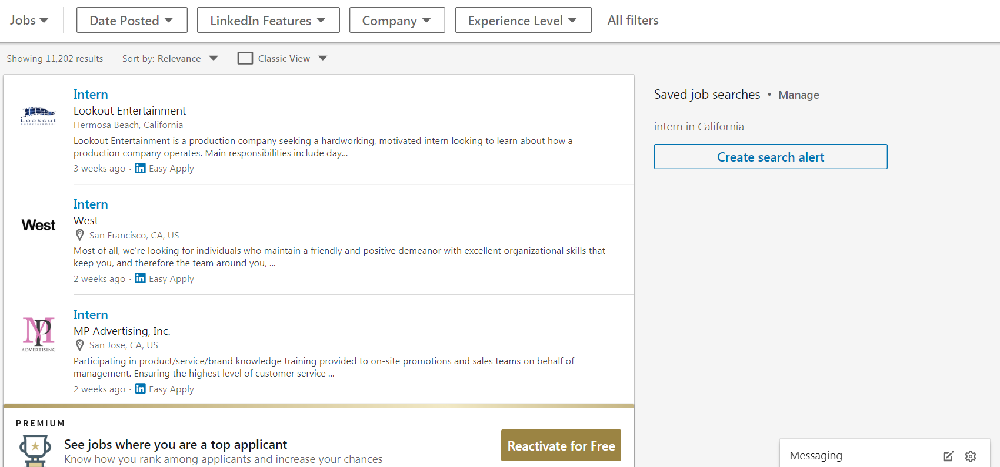 Jobs
Date Posted
LinkedIn Features
Company
Experience Level
All filters
Showing 11,202 results
Sort by: Relevance
Classic View
Intern
Lookout Entertainment
Hermosa Beach, California
Lookout Entertainment is a production company seeking a hardworking, motivated intern looking to learn about how a
production company operates. Main responsibilities include day...
3 weeks ago · in Easy Apply
Lookout
Entertainment
Intern
West
San Francisco, CA, US
Most of all, we’re looking for individuals who maintain a friendly and positive demeanor with excellent organizational skills that
keep you, and therefore the team around you, ...
2 weeks ago · in Easy Apply
West
Intern
MP Advertising, Inc.
San Jose, CA, US
Participating in product/service/brand knowledge training provided to on-site promotions and sales teams on behalf of
management. Ensuring the highest level of customer service ...
2 weeks ago · in Easy Apply
MP
ADVERTISING
PREMIUM
See jobs where you are a top applicant
Know how you rank among applicants and increase your chances
Reactivate for Free
Saved job searches • Manage
intern in California
Create search alert
Messaging